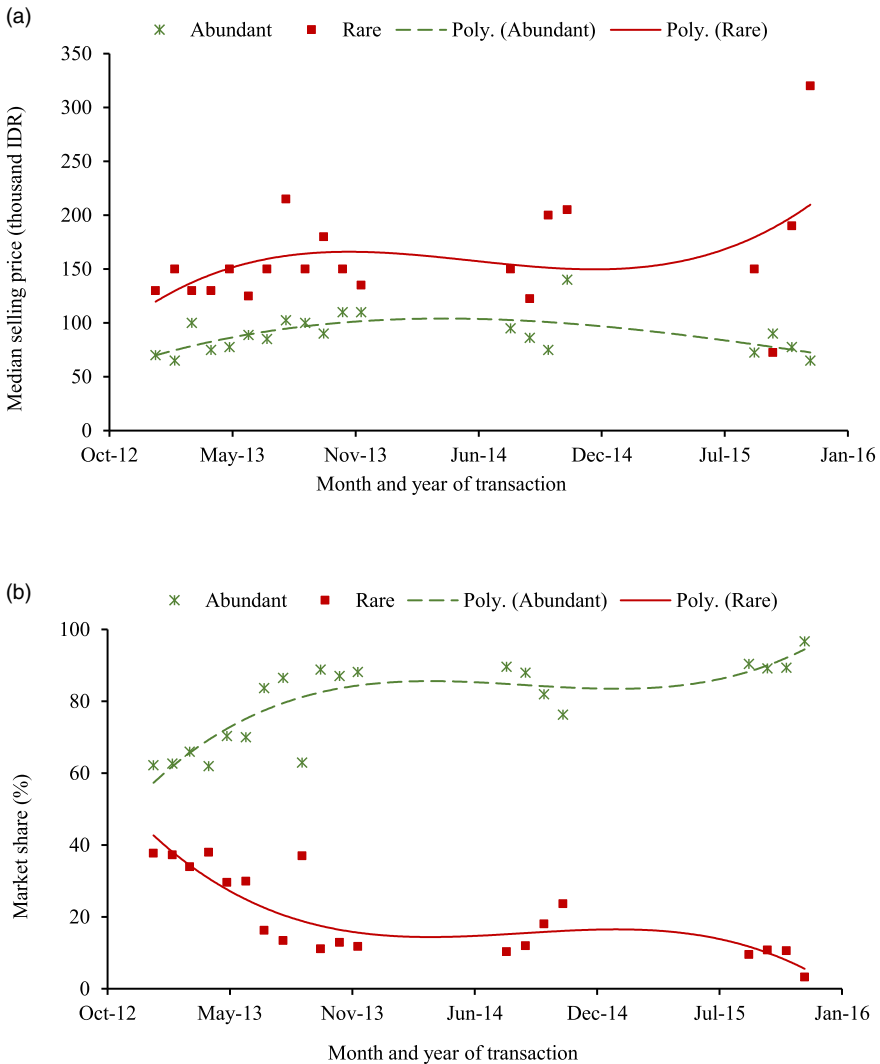 (a)
Abundant Rare Poly. (Abundant) Poly. (Rare)
350
300
250
200
150
100
50
0
Median selling price (thousand IDR)
Oct-12 May-13 Nov-13 Jun-14 Dec-14 Jul-15 Jan-16
Month and year of transaction
(b)
Abundant Rare Poly. (Abundant) Poly. (Rare)
100
80
60
40
20
0
Market share (%)
Oct-12 May-13 Nov-13 Jun-14 Dec-14 Jul-15 Jan-16
Month and year of transaction